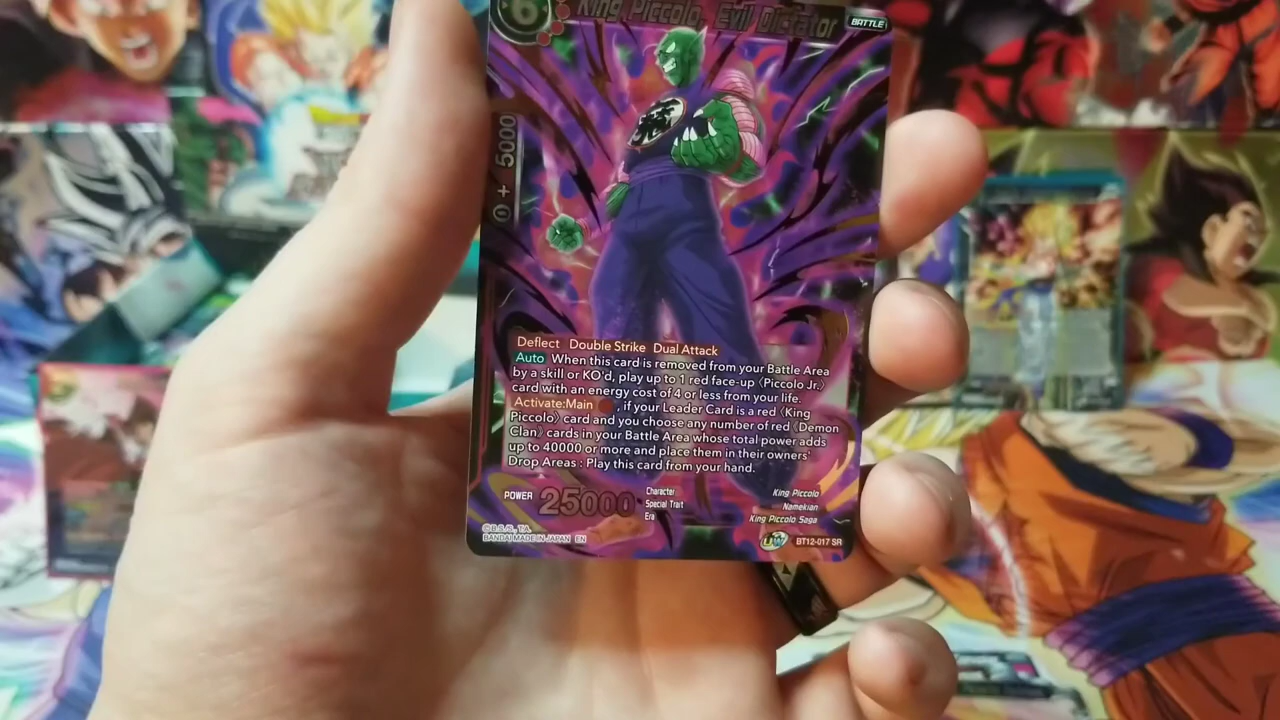 6
King Piccolo, Evil Dictator
BATTLE
0 + 5000
魔
Deflect Double Strike Dual Attack
Auto When this card is removed from your Battle Area
by a skill or KO'd, play up to 1 red face-up 《Piccolo Jr.》
card with an energy cost of 4 or less from your life.
Activate:Main , if your Leader Card is a red 《King
Piccolo》 card and you choose any number of red 《Demon
Clan》 cards in your Battle Area whose total power adds
up to 40000 or more and place them in their owners'
Drop Areas : Play this card from your hand.
POWER 25000
Character King Piccolo
Special Trait Namekian
Era King Piccolo Saga
©B.S./S., T.A.
BANDAI MADE IN JAPAN EN
UW BT12-017 SR